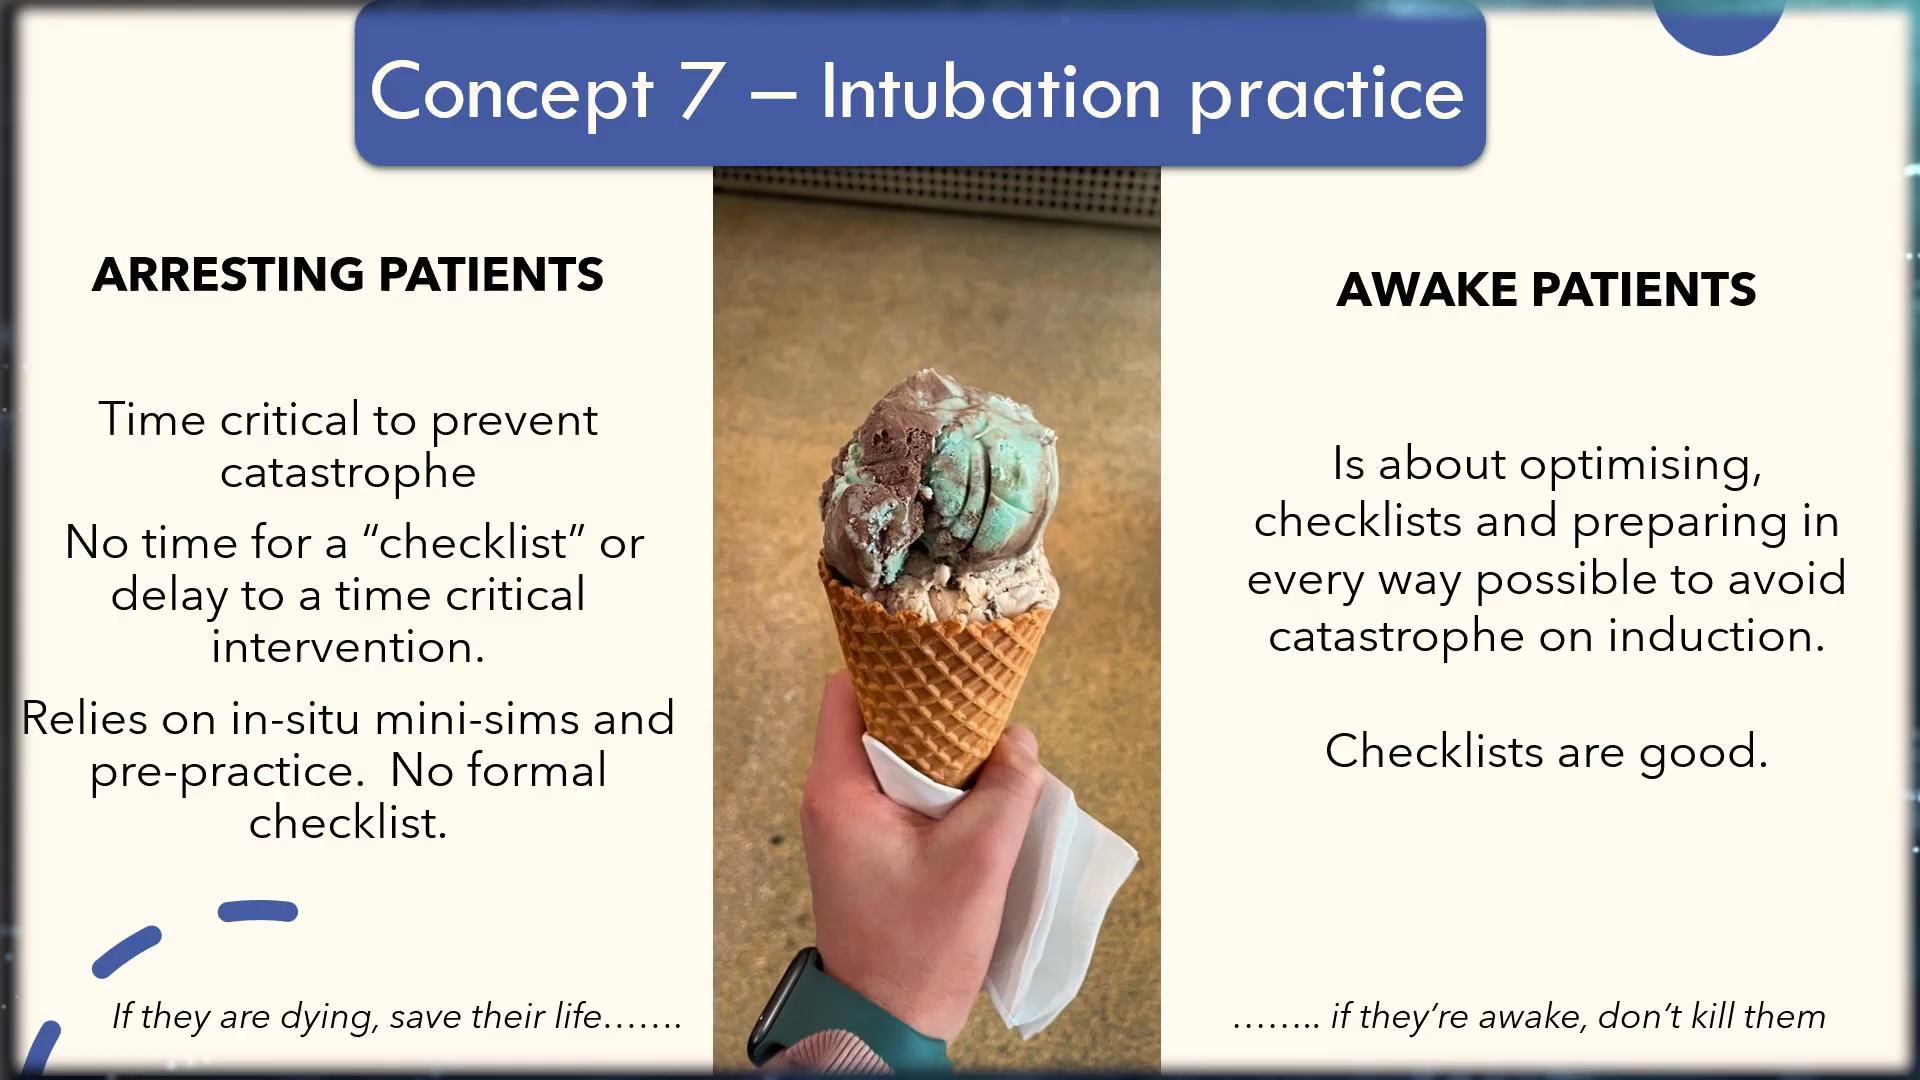 Concept 7 – Intubation practice
ARRESTING PATIENTS
Time critical to prevent
catastrophe
No time for a “checklist” or
delay to a time critical
intervention.
Relies on in-situ mini-sims and
pre-practice.  No formal
checklist.
If they are dying, save their life…….
AWAKE PATIENTS
Is about optimising,
checklists and preparing in
every way possible to avoid
catastrophe on induction.
Checklists are good.
…….. if they’re awake, don’t kill them